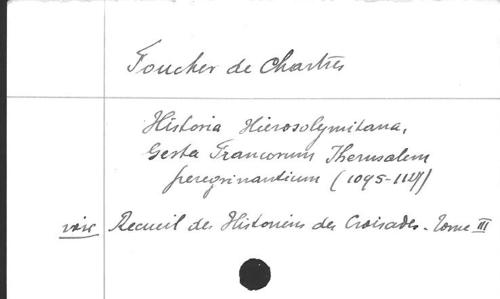 Foucher de Chartres
Historia Hierosolymitana,
Gesta Francorum Iherusalem
peregrinantium (1095-1127)
voir Recueil des Historiens des Croisades - Tome III